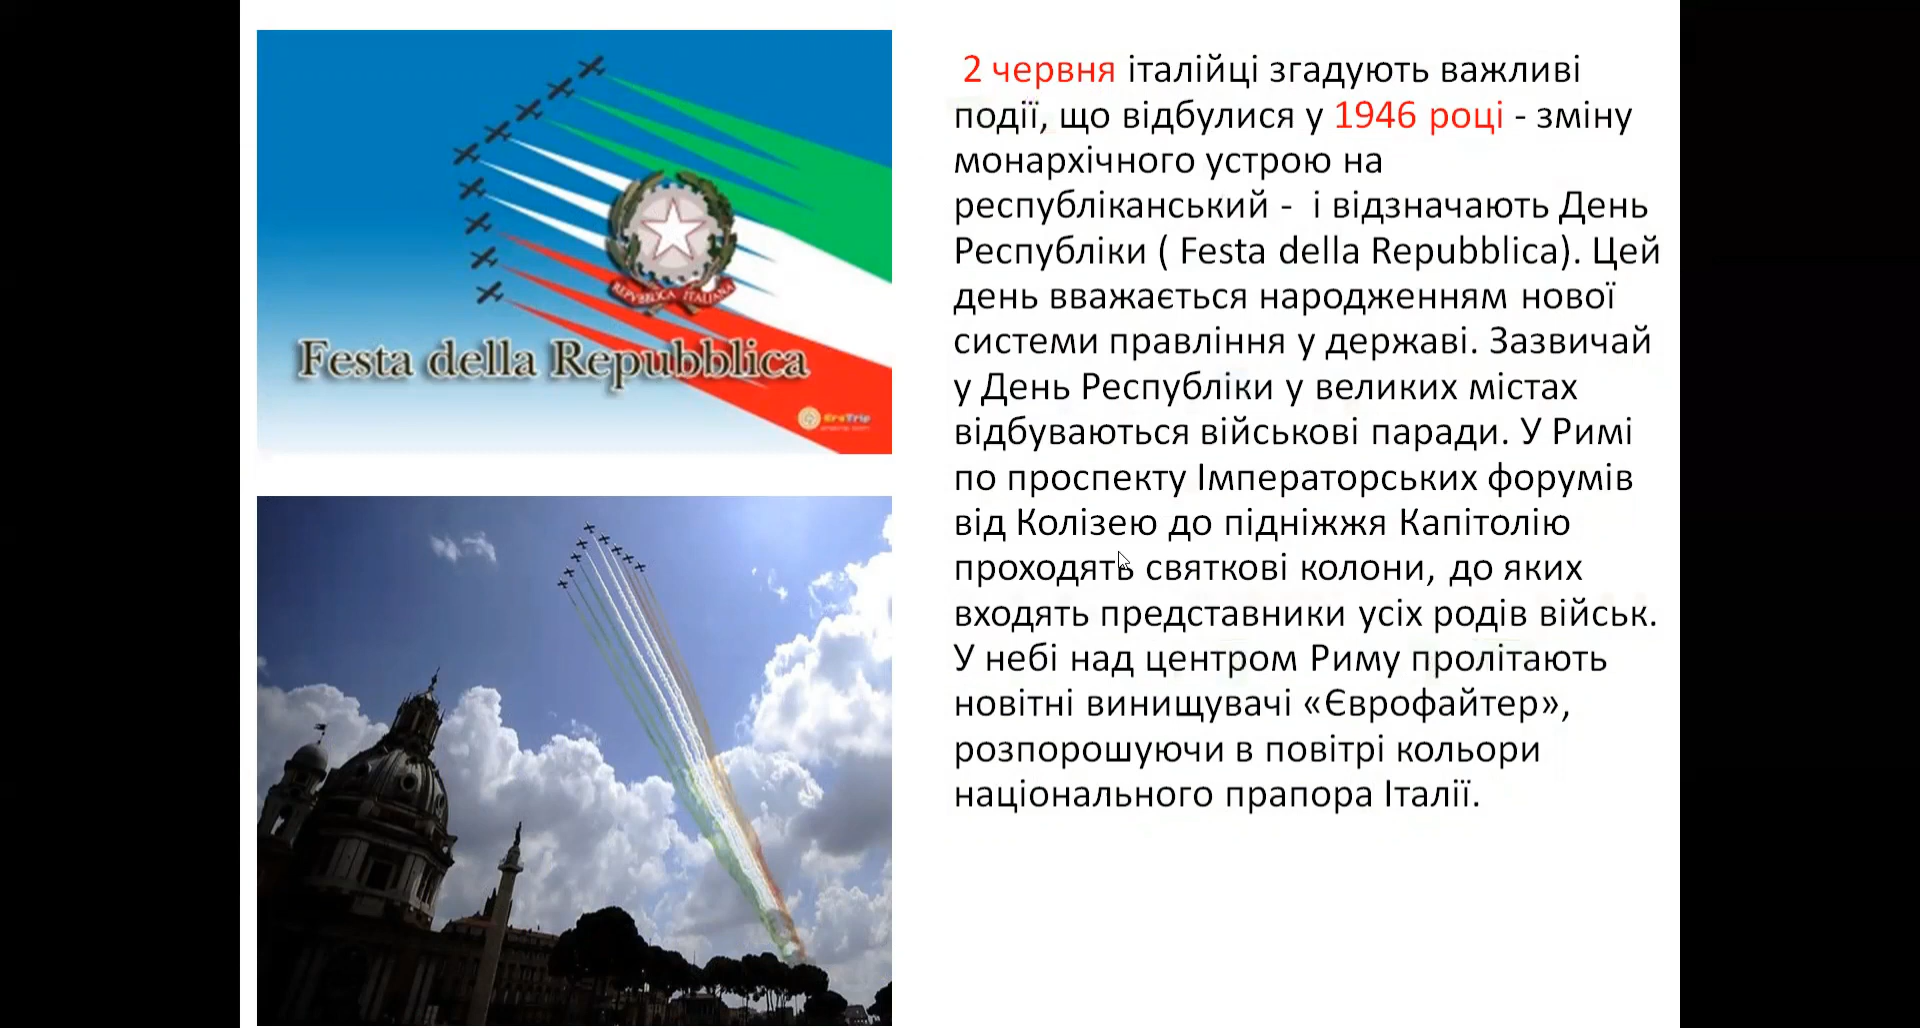 Festa della Repubblica
REPVBBLICA ITALIANA
2 червня італійці згадують важливі
події, що відбулися у 1946 році - зміну
монархічного устрою на
республіканський -  і відзначають День
Республіки ( Festa della Repubblica). Цей
день вважається народженням нової
системи правління у державі. Зазвичай
у День Республіки у великих містах
відбуваються військові паради. У Римі
по проспекту Імператорських форумів
від Колізею до підніжжя Капітолію
проходять святкові колони, до яких
входять представники усіх родів військ.
У небі над центром Риму пролітають
новітні винищувачі «Єврофайтер»,
розпорошуючи в повітрі кольори
національного прапора Італії.